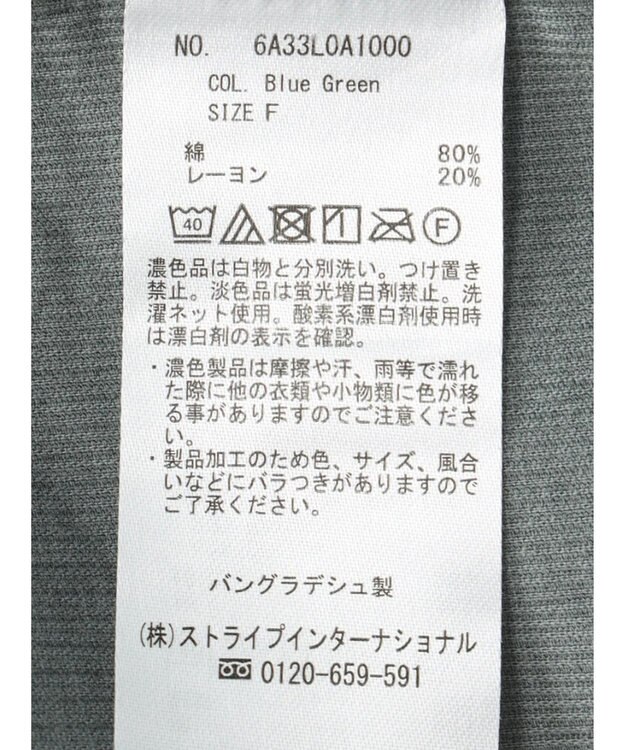 NO. 6A33L0A1000
COL. Blue Green
SIZE F
綿 80%
レーヨン 20%
40 F
濃色品は白物と分別洗い。つけ置き
禁止。淡色品は蛍光増白剤禁止。洗
濯ネット使用。酸素系漂白剤使用時
は漂白剤の表示を確認。
・濃色製品は摩擦や汗、雨等で濡れ
た際に他の衣類や小物類に色が移
る事がありますのでご注意くださ
い。
・製品加工のため色、サイズ、風合
いなどにバラつきがありますので
ご了承ください。
バングラデシュ製
(株)ストライプインターナショナル
0120-659-591